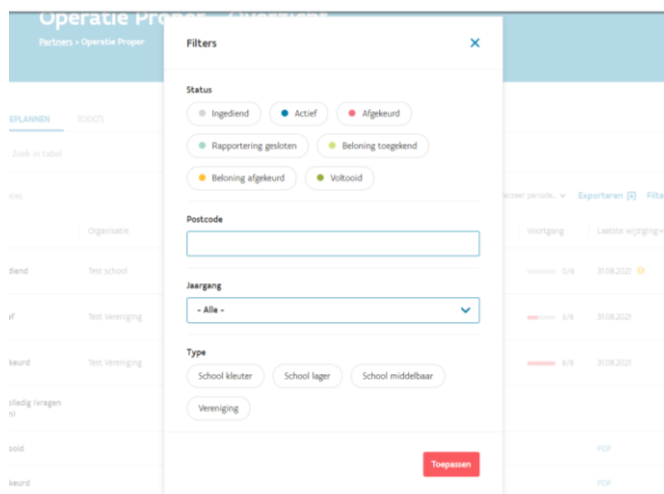 Operatie Proper - Overzicht
Partners > Operatie Proper
Filters
Status
Ingediend
Actief
Afgekeurd
Rapportering gesloten
Beloning toegekend
Beloning afgekeurd
Voltooid
Postcode
Jaargang
- Alle -
Type
School kleuter
School lager
School middelbaar
Vereniging
Toepassen
TODO'S
Zoek in tabel
Exporteren
Organisatie
Voortgang
Laatste wijziging
Test school
0/6
31.08.2021
Test Vereniging
3/6
31.08.2021
Test Vereniging
6/6
31.08.2021
PDF
PDF